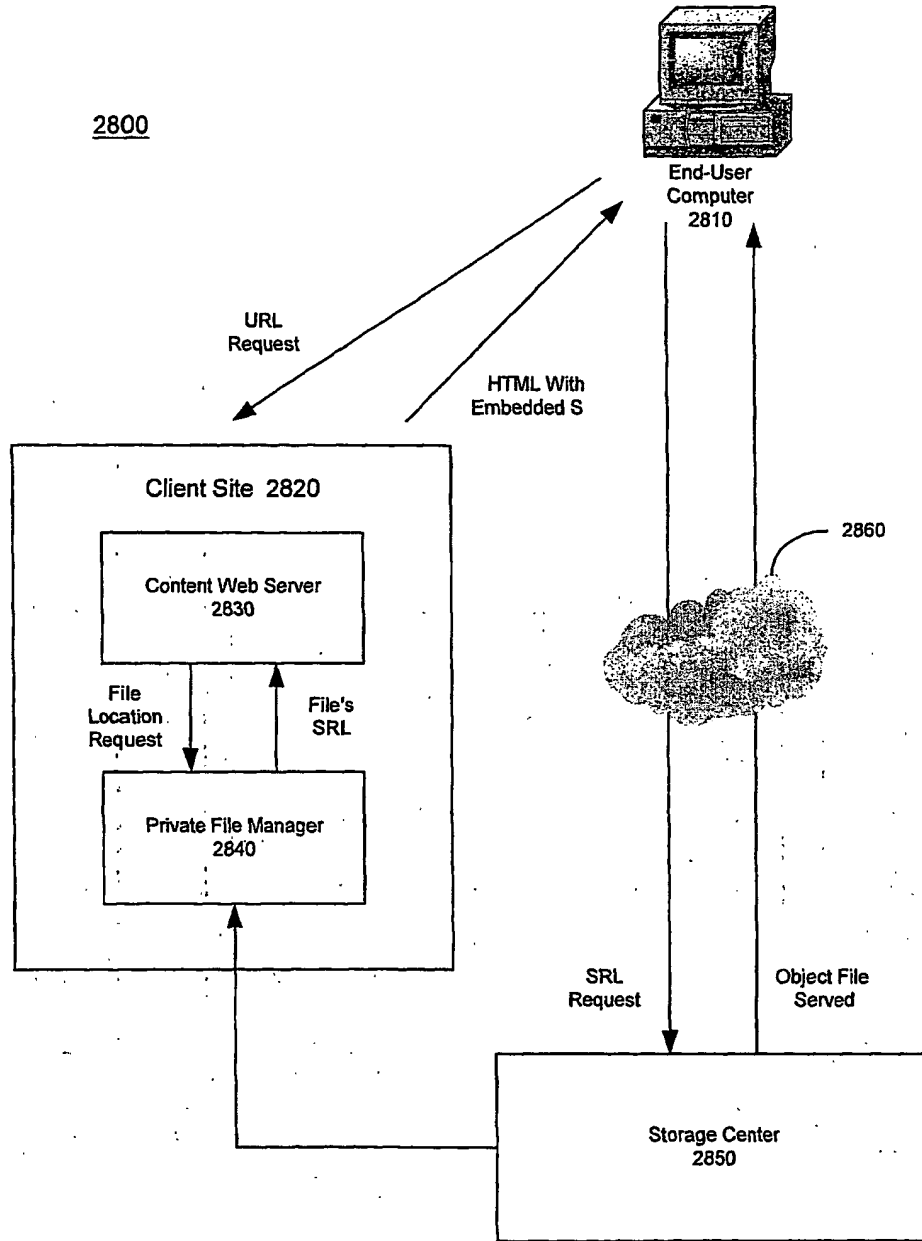 2800
End-User
Computer
2810
URL
Request
HTML With
Embedded S
Client Site 2820
Content Web Server
2830
2860
File
Location
Request
File's
SRL
Private File Manager
2840
SRL
Request
Object File
Served
Storage Center
2850